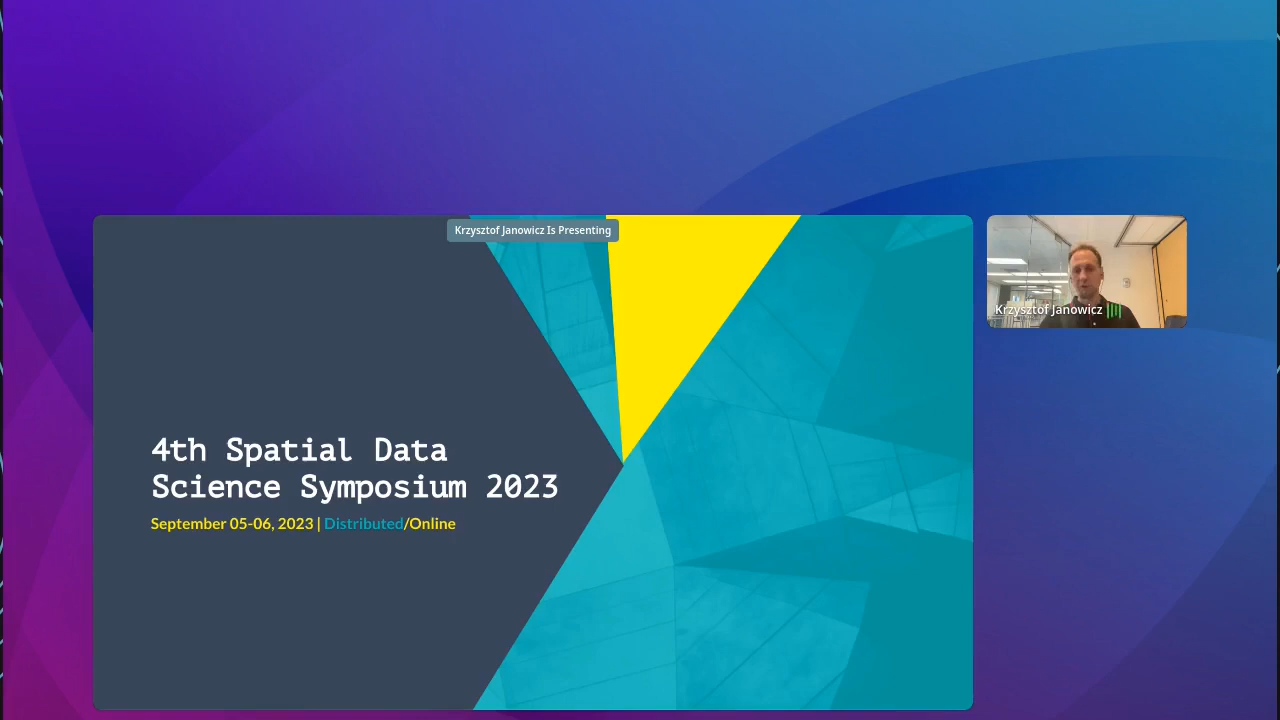 Krzysztof Janowicz Is Presenting
Krzysztof Janowicz
4th Spatial Data
Science Symposium 2023
September 05-06, 2023 | Distributed/Online